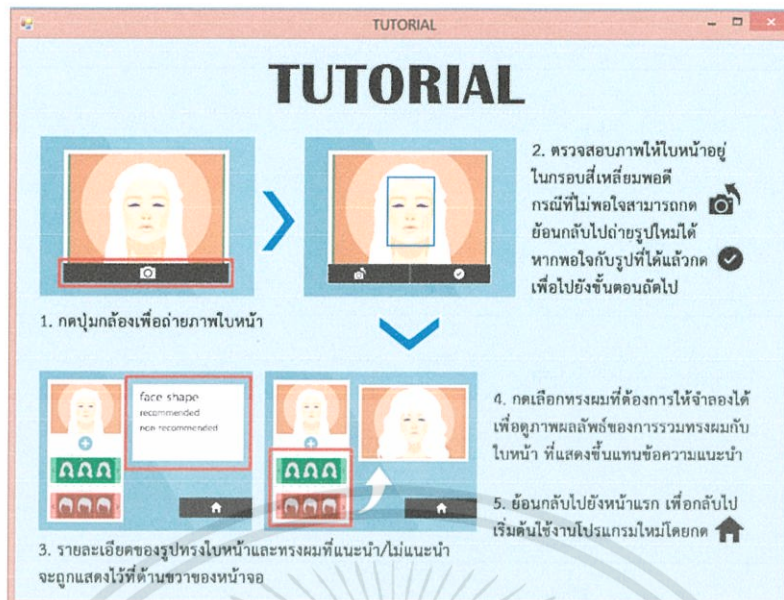 TUTORIAL
TUTORIAL
1. กดปุ่มกล้องเพื่อถ่ายภาพใบหน้า
2. ตรวจสอบภาพให้ใบหน้าอยู่
ในกรอบสี่เหลี่ยมพอดี
กรณีที่ไม่พอใจสามารถกด
ย้อนกลับไปถ่ายรูปใหม่ได้
หากพอใจกับรูปที่ได้แล้วกด
เพื่อไปยังขั้นตอนถัดไป
face shape
recommended
non recommended
3. รายละเอียดของรูปทรงใบหน้าและทรงผมที่แนะนำ/ไม่แนะนำ
จะถูกแสดงไว้ที่ด้านขวาของหน้าจอ
4. กดเลือกทรงผมที่ต้องการให้จำลองได้
เพื่อดูภาพผลลัพธ์ของการรวมทรงผมกับ
ใบหน้า ที่แสดงขึ้นแทนข้อความแนะนำ
5. ย้อนกลับไปยังหน้าแรก เพื่อกลับไป
เริ่มต้นใช้งานโปรแกรมใหม่โดยกด